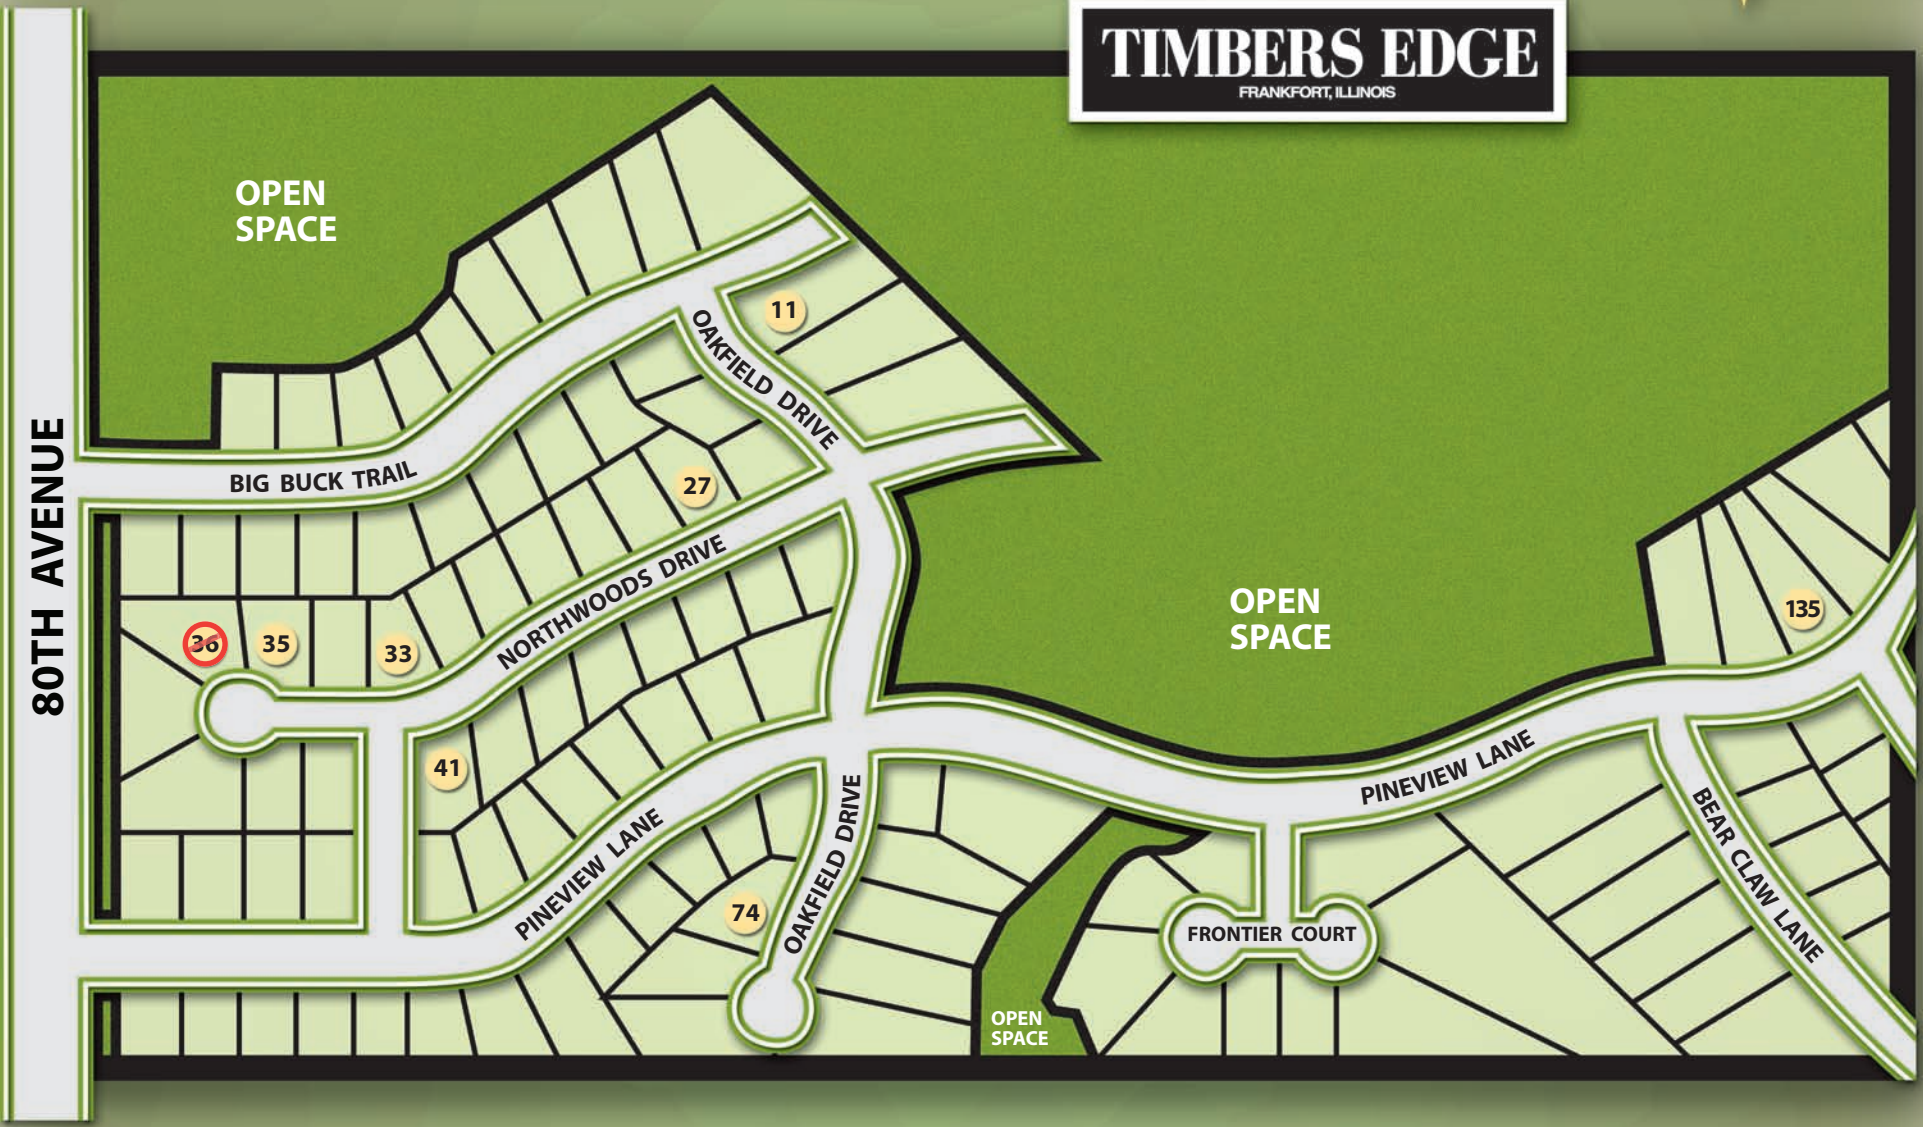 TIMBERS EDGE
FRANKFORT, ILLINOIS
OPEN
SPACE
11
OAKFIELD DRIVE
80TH AVENUE
BIG BUCK TRAIL
27
NORTHWOODS DRIVE
OPEN
SPACE
135
36
35
33
41
PINEVIEW LANE
PINEVIEW LANE
OAKFIELD DRIVE
BEAR CLAW LANE
74
FRONTIER COURT
OPEN
SPACE